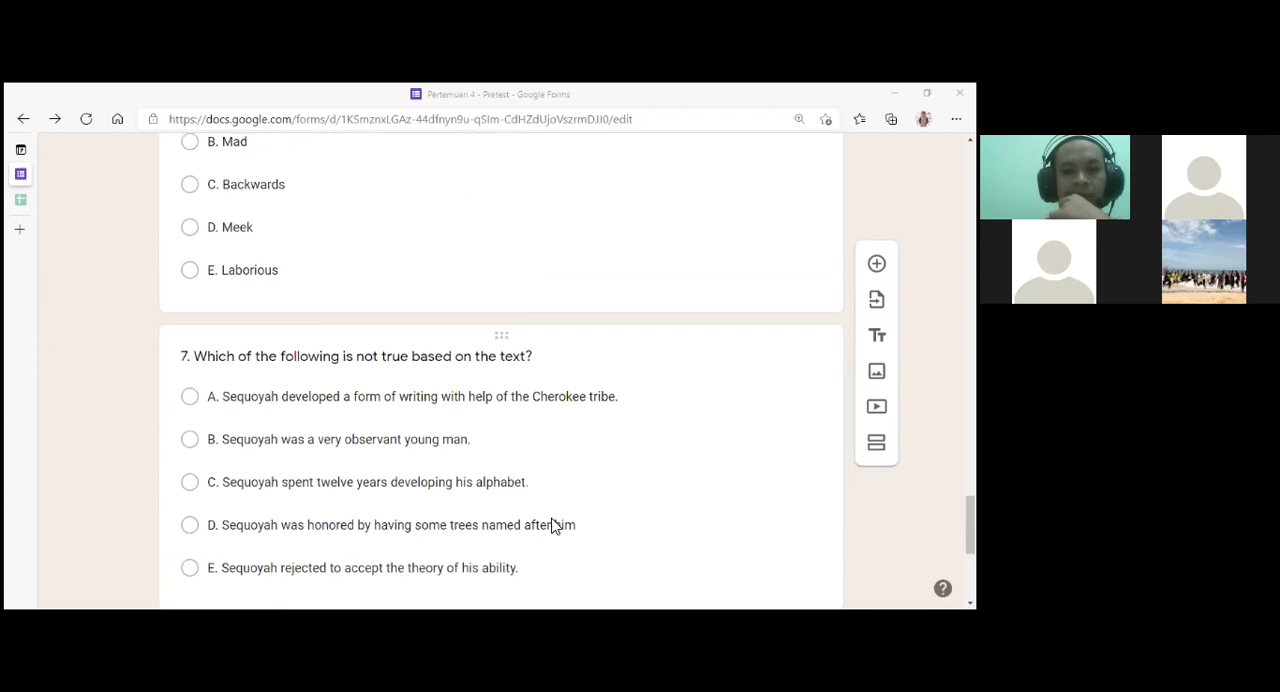 Pertemuan 4 - Pretest - Google Forms
https://docs.google.com/forms/d/1KSmznxLGAz-44dfnyn9u-qSIm-CdHZdUjoVszrmDJJ0/edit
B. Mad
C. Backwards
D. Meek
E. Laborious
7. Which of the following is not true based on the text?
A. Sequoyah developed a form of writing with help of the Cherokee tribe.
B. Sequoyah was a very observant young man.
C. Sequoyah spent twelve years developing his alphabet.
D. Sequoyah was honored by having some trees named after him
E. Sequoyah rejected to accept the theory of his ability.